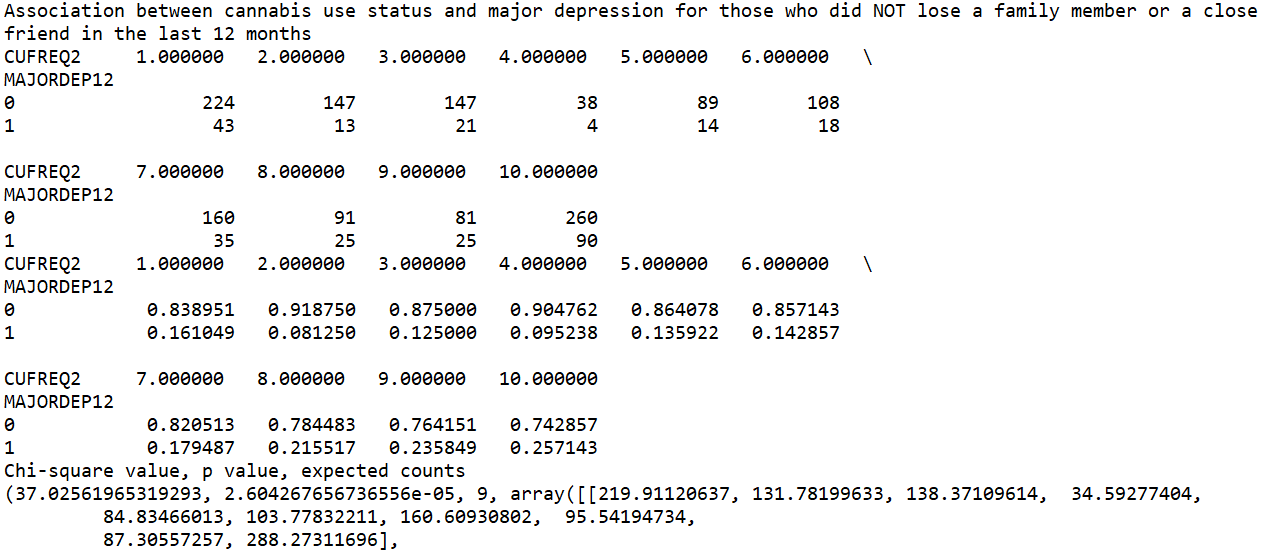 Association between cannabis use status and major depression for those who did NOT lose a family member or a close
friend in the last 12 months
CUFREQ2     1.000000   2.000000   3.000000   4.000000   5.000000   6.000000   \
MAJORDEP12
0                224        147        147         38         89        108
1                 43         13         21          4         14         18

CUFREQ2     7.000000   8.000000   9.000000   10.000000
MAJORDEP12
0                160         91         81        260
1                 35         25         25         90
CUFREQ2     1.000000   2.000000   3.000000   4.000000   5.000000   6.000000   \
MAJORDEP12
0           0.838951   0.918750   0.875000   0.904762   0.864078   0.857143
1           0.161049   0.081250   0.125000   0.095238   0.135922   0.142857

CUFREQ2     7.000000   8.000000   9.000000   10.000000
MAJORDEP12
0           0.820513   0.784483   0.764151   0.742857
1           0.179487   0.215517   0.235849   0.257143
Chi-square value, p value, expected counts
(37.02561965319293, 2.604267656736556e-05, 9, array([[219.91120637, 131.78199633, 138.37109614,  34.59277404,
         84.83466013, 103.77832211, 160.60930802,  95.54194734,
         87.30557257, 288.27311696],